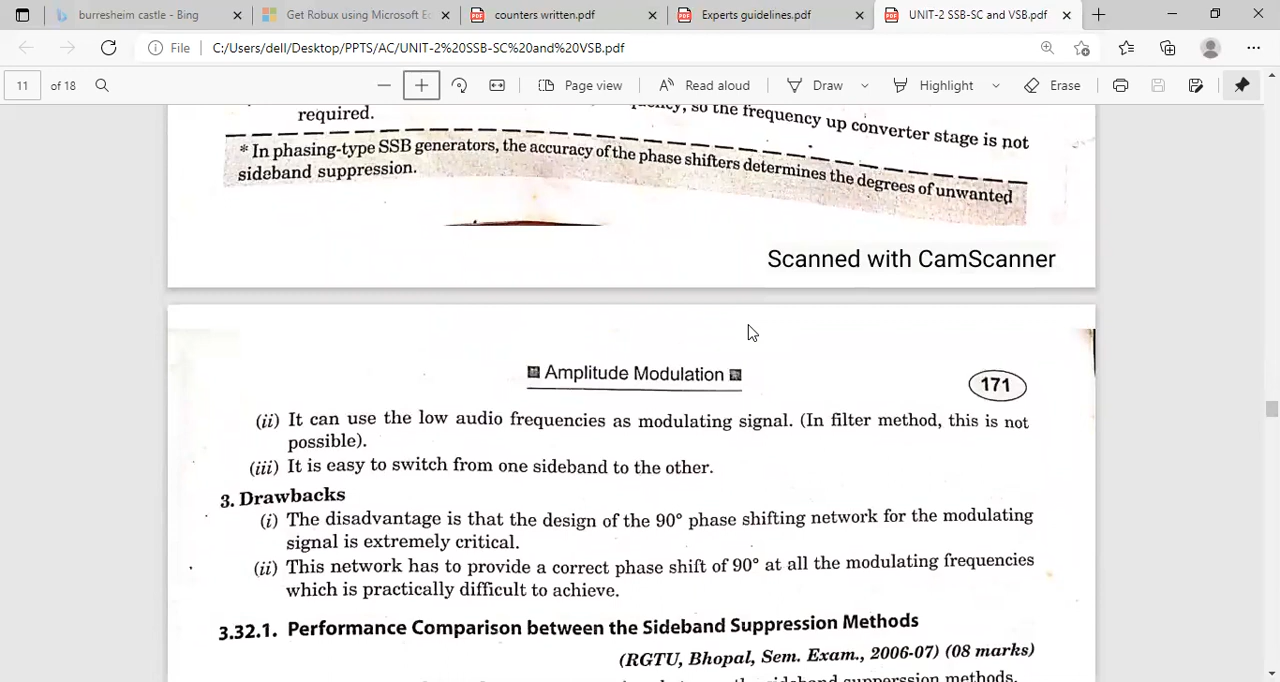 burresheim castle - Bing
Get Robux using Microsoft Ec
counters written.pdf
Experts guidelines.pdf
UNIT-2 SSB-SC and VSB.pdf
File
C:/Users/dell/Desktop/PPTS/AC/UNIT-2%20SSB-SC%20and%20VSB.pdf
11 of 18
Page view
Read aloud
Draw
Highlight
Erase
so the frequency up converter stage is not
required.
* In phasing-type SSB generators, the accuracy of the phase shifters determines the degrees of unwanted
sideband suppression.
Scanned with CamScanner
Amplitude Modulation
171
(ii) It can use the low audio frequencies as modulating signal. (In filter method, this is not
possible).
(iii) It is easy to switch from one sideband to the other.
3. Drawbacks
(i) The disadvantage is that the design of the 90° phase shifting network for the modulating
signal is extremely critical.
(ii) This network has to provide a correct phase shift of 90° at all the modulating frequencies
which is practically difficult to achieve.
3.32.1. Performance Comparison between the Sideband Suppression Methods
(RGTU, Bhopal, Sem. Exam., 2006-07) (08 marks)